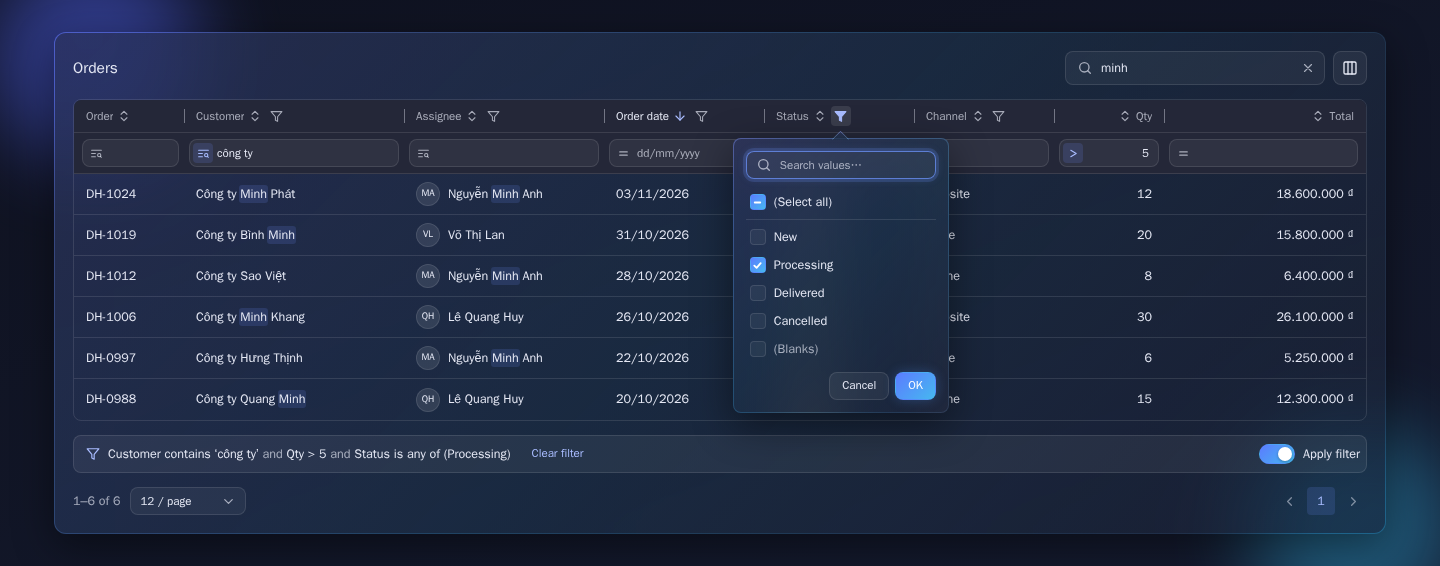 Orders
minh
Order Customer Assignee Order date Status Channel Qty Total
công ty = dd/mm/yyyy > 5 =
Search values...
(Select all)
New
Processing
Delivered
Cancelled
(Blanks)
Cancel OK
DH-1024 Công ty Minh Phát MA Nguyễn Minh Anh 03/11/2026 12 18.600.000 ₫
DH-1019 Công ty Bình Minh VL Võ Thị Lan 31/10/2026 20 15.800.000 ₫
DH-1012 Công ty Sao Việt MA Nguyễn Minh Anh 28/10/2026 8 6.400.000 ₫
DH-1006 Công ty Minh Khang QH Lê Quang Huy 26/10/2026 30 26.100.000 ₫
DH-0997 Công ty Hưng Thịnh MA Nguyễn Minh Anh 22/10/2026 6 5.250.000 ₫
DH-0988 Công ty Quang Minh QH Lê Quang Huy 20/10/2026 15 12.300.000 ₫
Customer contains 'công ty' and Qty > 5 and Status is any of (Processing) Clear filter Apply filter
1–6 of 6 12 / page 1